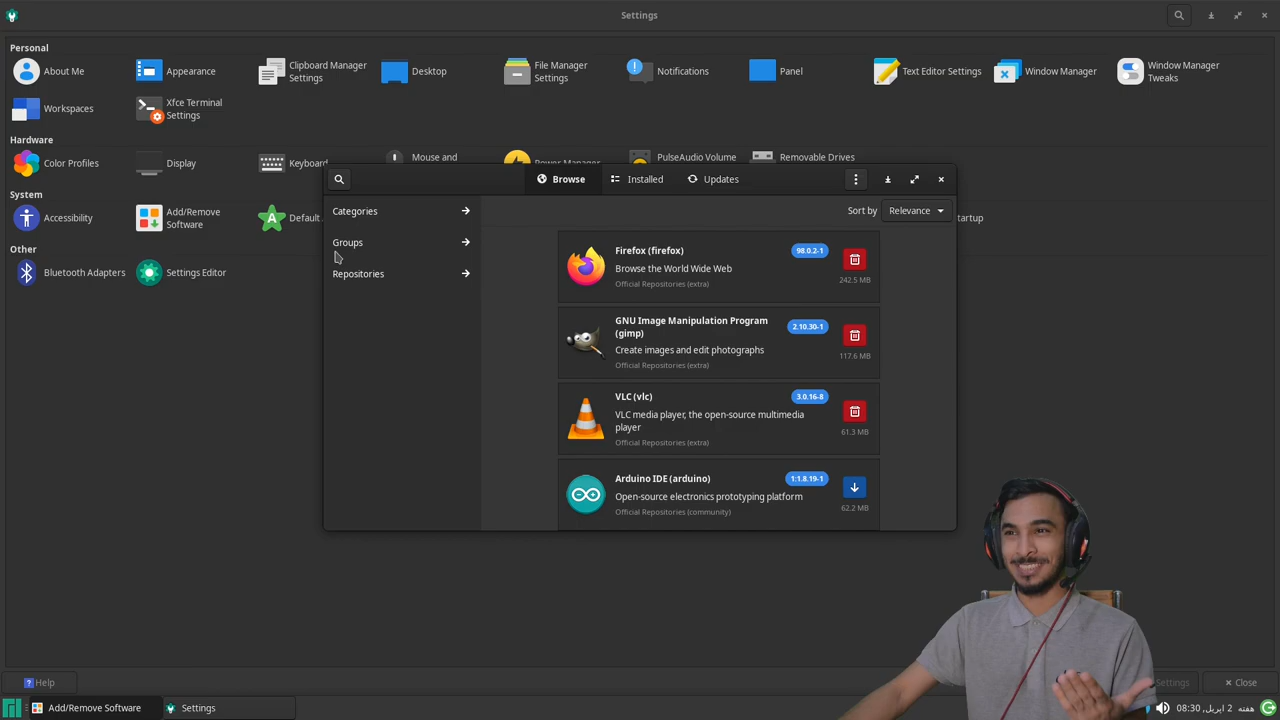 Settings
Personal
About Me
Appearance
Clipboard Manager
Settings
Desktop
File Manager
Settings
Notifications
Panel
Text Editor Settings
Window Manager
Window Manager
Tweaks
Workspaces
Xfce Terminal
Settings
Hardware
Color Profiles
Display
Keyboard
Mouse and
Power Manager
PulseAudio Volume
Removable Drives
System
Accessibility
Add/Remove
Software
Default
Other
Bluetooth Adapters
Settings Editor
Browse
Installed
Updates
Categories
Groups
Repositories
Sort by
Relevance
Firefox (firefox)
98.0.2-1
Browse the World Wide Web
Official Repositories (extra)
242.5 MB
GNU Image Manipulation Program
(gimp)
2.10.30-1
Create images and edit photographs
Official Repositories (extra)
117.6 MB
VLC (vlc)
3.0.16-8
VLC media player, the open-source multimedia
player
Official Repositories (extra)
61.3 MB
Arduino IDE (arduino)
1:1.8.19-1
Open-source electronics prototyping platform
Official Repositories (community)
62.2 MB
Help
Settings
Close
Add/Remove Software
Settings
هفته 2 اپریل, 08:30